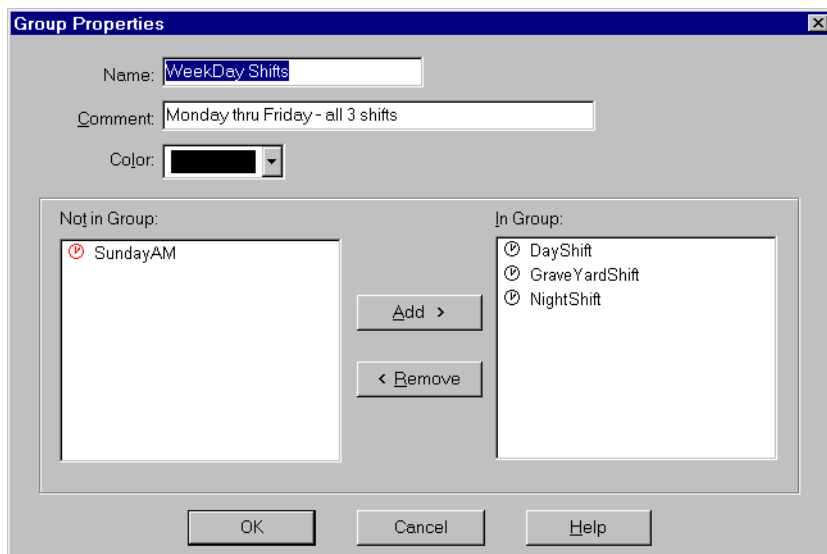 Group Properties
Name: WeekDay Shifts
Comment: Monday thru Friday - all 3 shifts
Color:
Not in Group:
SundayAM
Add >
< Remove
In Group:
DayShift
GraveYardShift
NightShift
OK
Cancel
Help